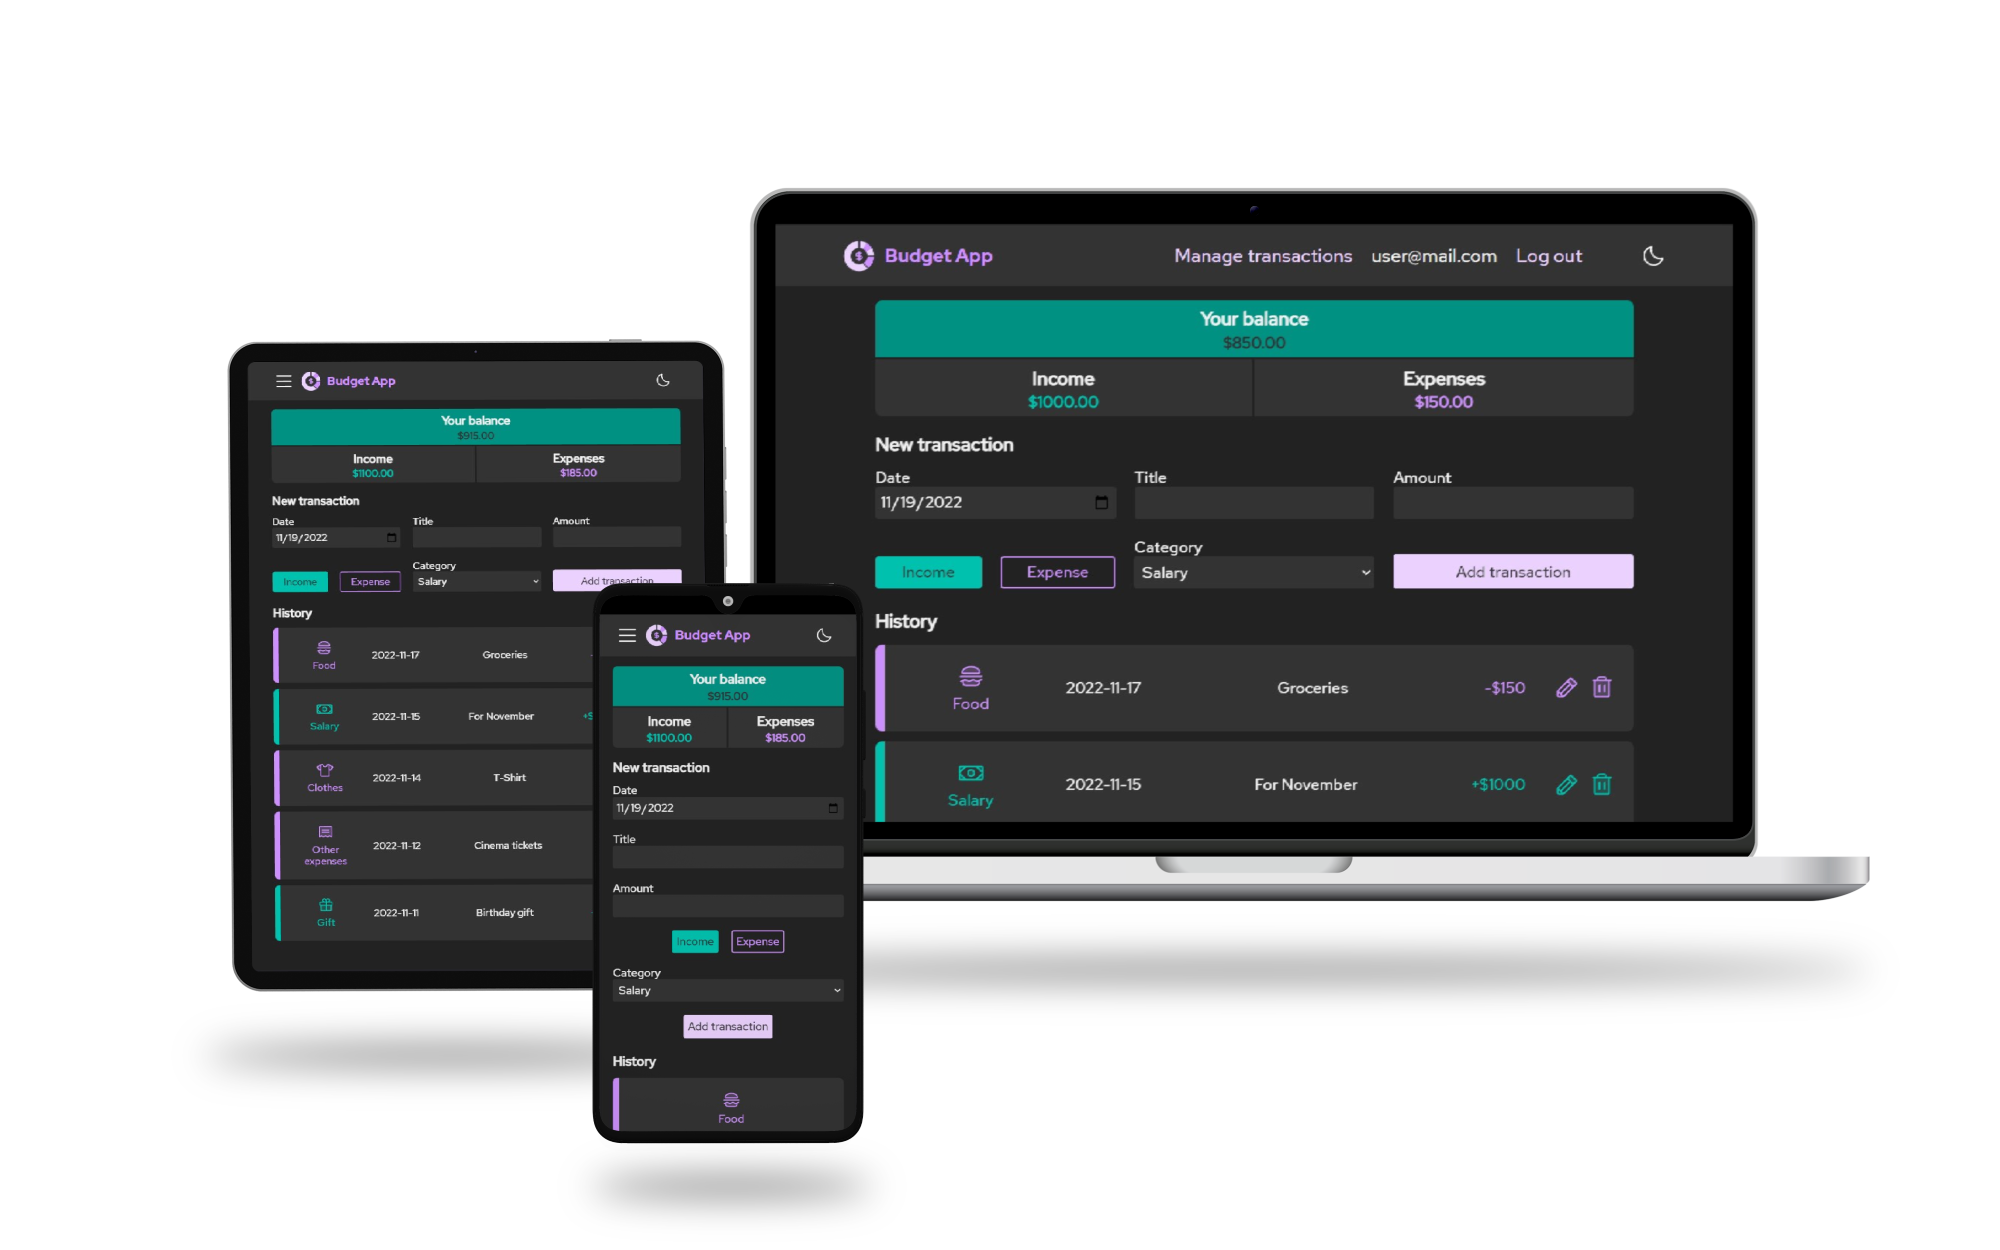 Budget App
Manage transactions user@mail.com Log out
Your balance
$850.00
Income Expenses
$1000.00 $150.00
New transaction
Date Title Amount
11/19/2022
Category
Income Expense Salary Add transaction
History
Food 2022-11-17 Groceries -$150
Salary 2022-11-15 For November +$1000
Budget App
Your balance
$915.00
Income Expenses
$1100.00 $185.00
New transaction
Date Title Amount
11/19/2022
Category
Income Expense Salary Add transaction
History
Food 2022-11-17 Groceries
Salary 2022-11-15 For November +$
Clothes 2022-11-14 T-Shirt
Other expenses 2022-11-12 Cinema tickets
Gift 2022-11-11 Birthday gift
Budget App
Your balance
$915.00
Income Expenses
$1100.00 $185.00
New transaction
Date
11/19/2022
Title
Amount
Income Expense
Category
Salary
Add transaction
History
Food